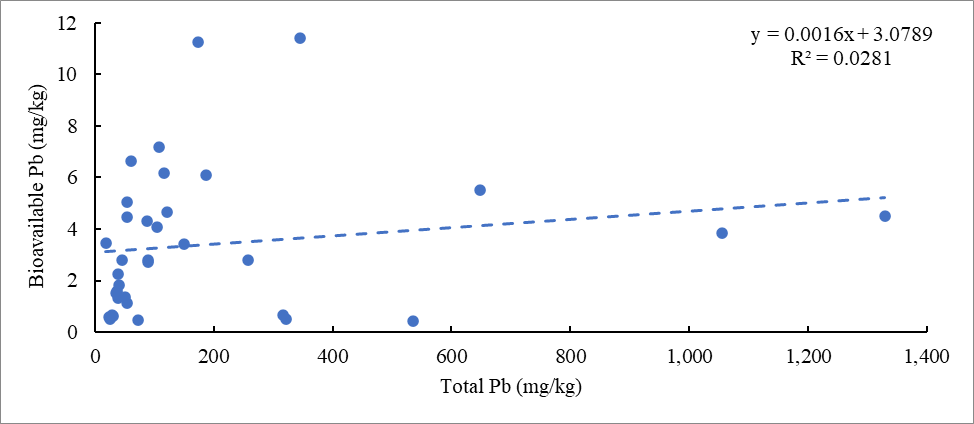 y = 0.0016x + 3.0789
R² = 0.0281
Bioavailable Pb (mg/kg)
12
10
8
6
4
2
0
0 200 400 600 800 1,000 1,200 1,400
Total Pb (mg/kg)